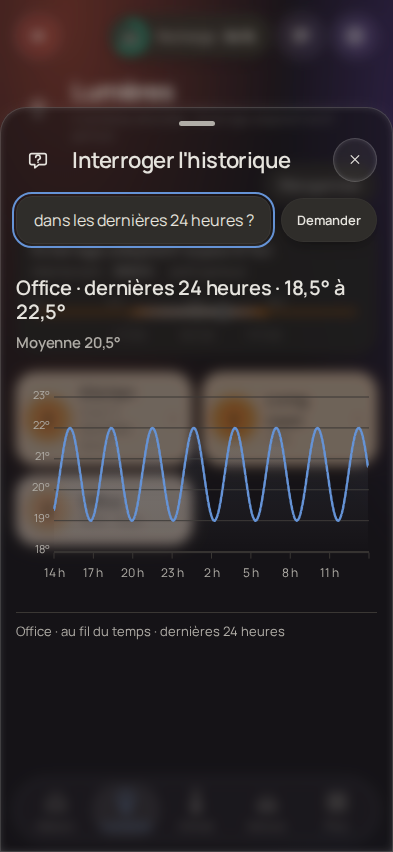 Lumières
Interroger l'historique
dans les dernières 24 heures ?
Demander
Office · dernières 24 heures · 18,5° à
22,5°
Moyenne 20,5°
23°
22°
21°
20°
19°
18°
14 h 17 h 20 h 23 h 2 h 5 h 8 h 11 h
Office · au fil du temps · dernières 24 heures